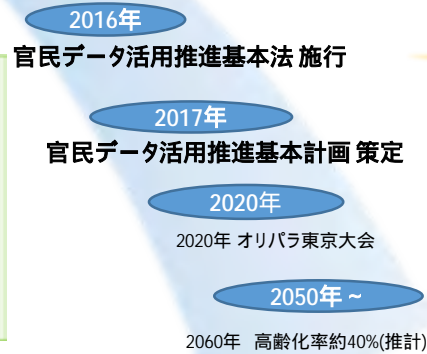 2016年
官民データ活用推進基本法 施行
2017年
官民データ活用推進基本計画 策定
2020年
2020年 オリパラ東京大会
2050年 ~
2060年 高齢化率約40%(推計)